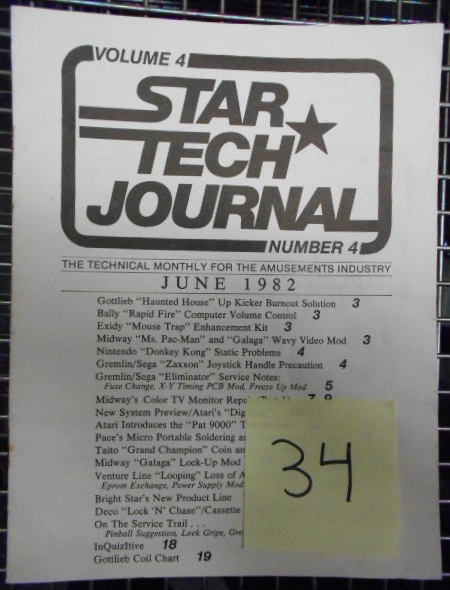 VOLUME 4
STAR
TECH
JOURNAL
NUMBER 4
THE TECHNICAL MONTHLY FOR THE AMUSEMENTS INDUSTRY
JUNE 1982
Gottlieb "Haunted House" Up Kicker Burnout Solution 3
Bally "Rapid Fire" Computer Volume Control 3
Exidy "Mouse Trap" Enhancement Kit 3
Midway "Ms. Pac-Man" and "Galaga" Wavy Video Mod 3
Nintendo "Donkey Kong" Static Problems 4
Gremlin/Sega "Zaxxon" Joystick Handle Precaution 4
Gremlin/Sega "Eliminator" Service Notes:
Fuse Change, X-Y Timing PCB Mod, Freeze Up Mod 5
Midway's Color TV Monitor Repair
New System Preview/Atari's
Atari Introduces the "Pat 9000"
Pace's Micro Portable Soldering
Taito "Grand Champion" Coin
Midway "Galaga" Lock-Up Mod
Venture Line "Looping" Loss of
Eprom Exchange, Power Supply Mod
Bright Star's New Product Line
Deco "Lock 'N' Chase"/Cassette
On The Service Trail . . .
Pinball Suggestion, Lock Gripe,
InQuizItive 18
Gottlieb Coil Chart 19
34